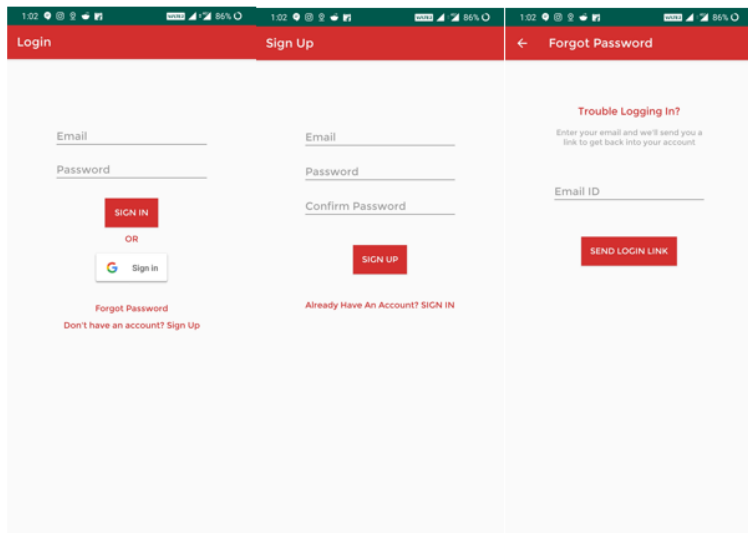 1:02
86%
Login
Email
Password
SIGN IN
OR
Sign in
Forgot Password
Don't have an account? Sign Up
1:02
86%
Sign Up
Email
Password
Confirm Password
SIGN UP
Already Have An Account? SIGN IN
1:02
86%
Forgot Password
Trouble Logging In?
Enter your email and we'll send you a
link to get back into your account
Email ID
SEND LOGIN LINK